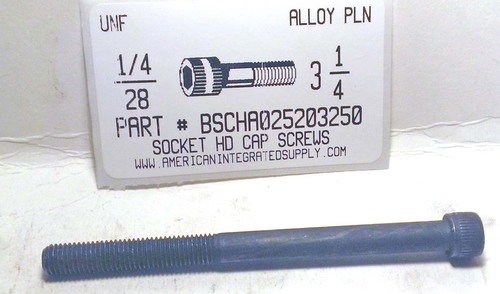 UNF ALLOY PLN
1/4
28
3 1/4
PART # BSCHA025203250
SOCKET HD CAP SCREWS
WWW.AMERICANINTEGRATEDSUPPLY.COM